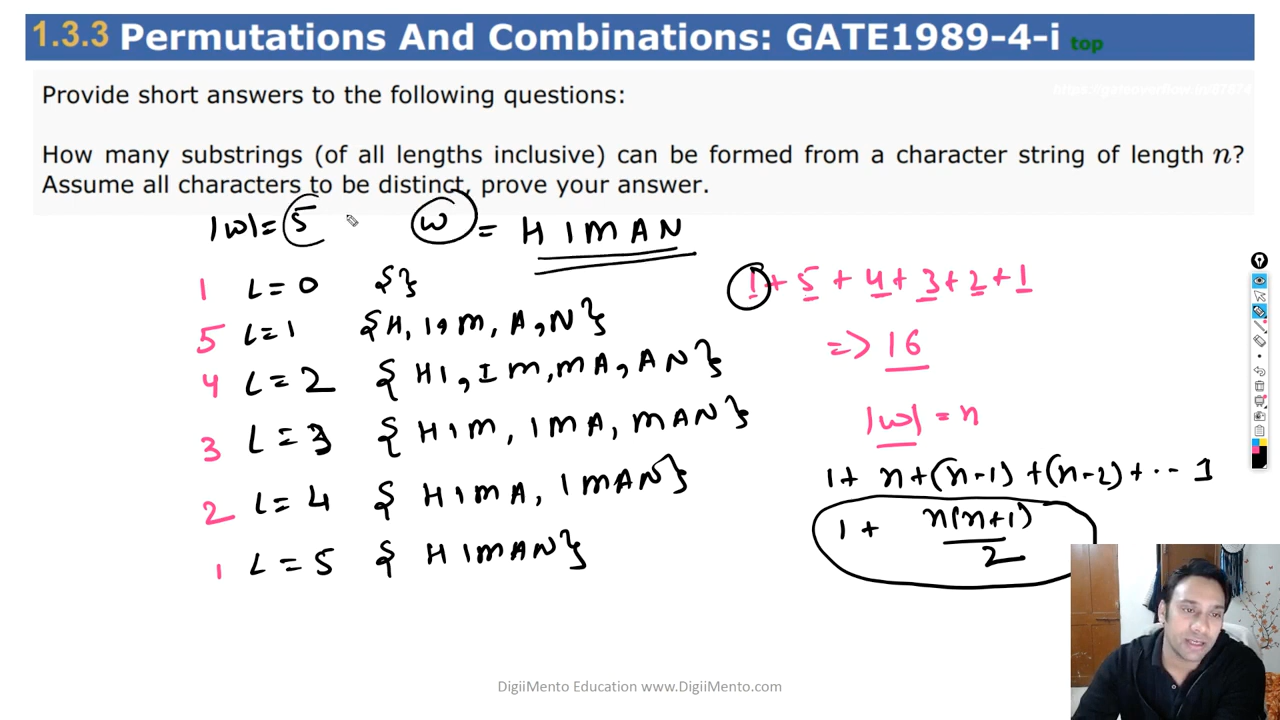 1.3.3 Permutations And Combinations: GATE1989-4-i top
Provide short answers to the following questions:
How many substrings (of all lengths inclusive) can be formed from a character string of length n?
Assume all characters to be distinct, prove your answer.
|w| = 5 w = HIMAN
1 L = 0 { }
5 L = 1 {H, I, M, A, N}
4 L = 2 { HI, IM, MA, AN }
3 L = 3 { HIM, IMA, MAN }
2 L = 4 { HIMA, IMAN }
1 L = 5 { HIMAN }
1 + 5 + 4 + 3 + 2 + 1
=> 16
|w| = n
1 + n + (n-1) + (n-2) + ... 1
1 + n(n+1)
2
DigiiMento Education www.DigiiMento.com